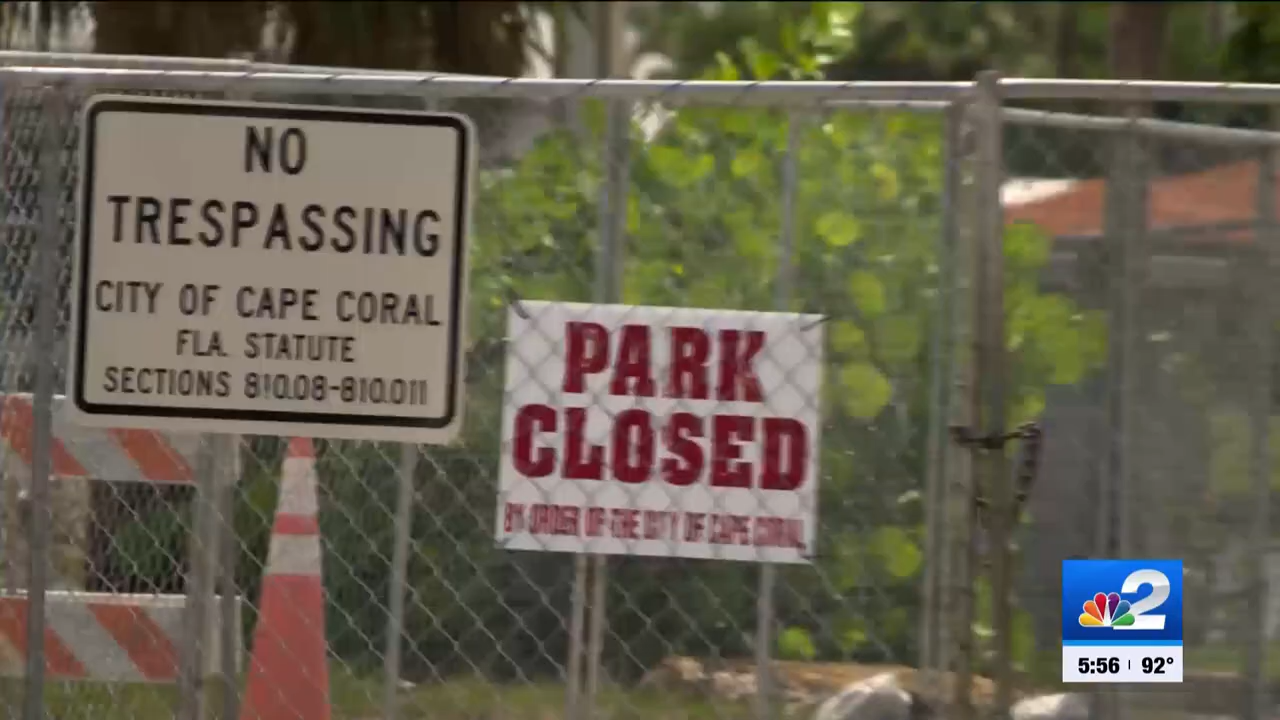 NO
TRESPASSING
CITY OF CAPE CORAL
FLA. STATUTE
SECTIONS 810.08-810.011
PARK
CLOSED
BY ORDER OF THE CITY OF CAPE CORAL
2
5:56 92°